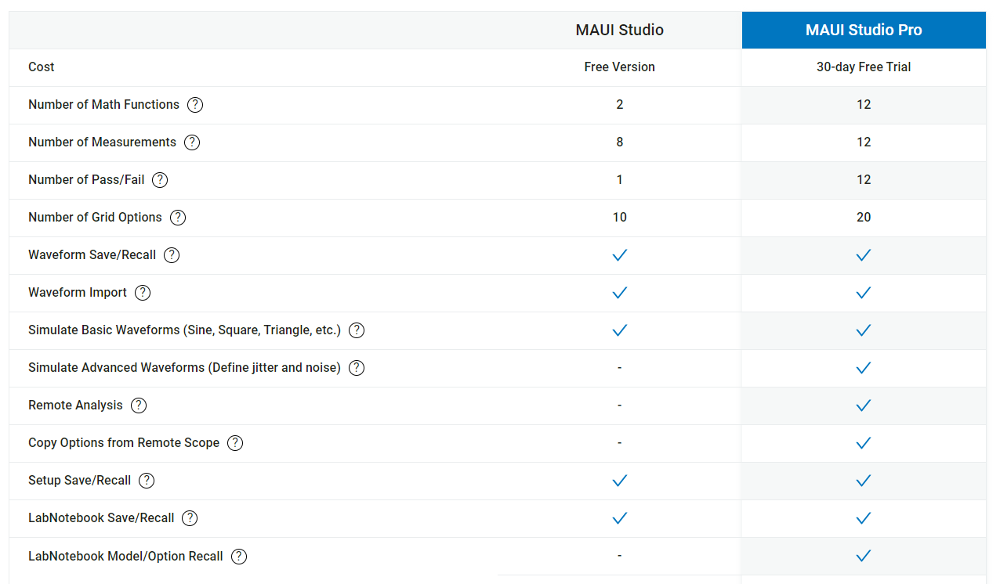 MAUI Studio MAUI Studio Pro
Cost Free Version 30-day Free Trial
Number of Math Functions ? 2 12
Number of Measurements ? 8 12
Number of Pass/Fail ? 1 12
Number of Grid Options ? 10 20
Waveform Save/Recall ? ✓ ✓
Waveform Import ? ✓ ✓
Simulate Basic Waveforms (Sine, Square, Triangle, etc.) ? ✓ ✓
Simulate Advanced Waveforms (Define jitter and noise) ? - ✓
Remote Analysis ? - ✓
Copy Options from Remote Scope ? - ✓
Setup Save/Recall ? ✓ ✓
LabNotebook Save/Recall ? ✓ ✓
LabNotebook Model/Option Recall ? - ✓